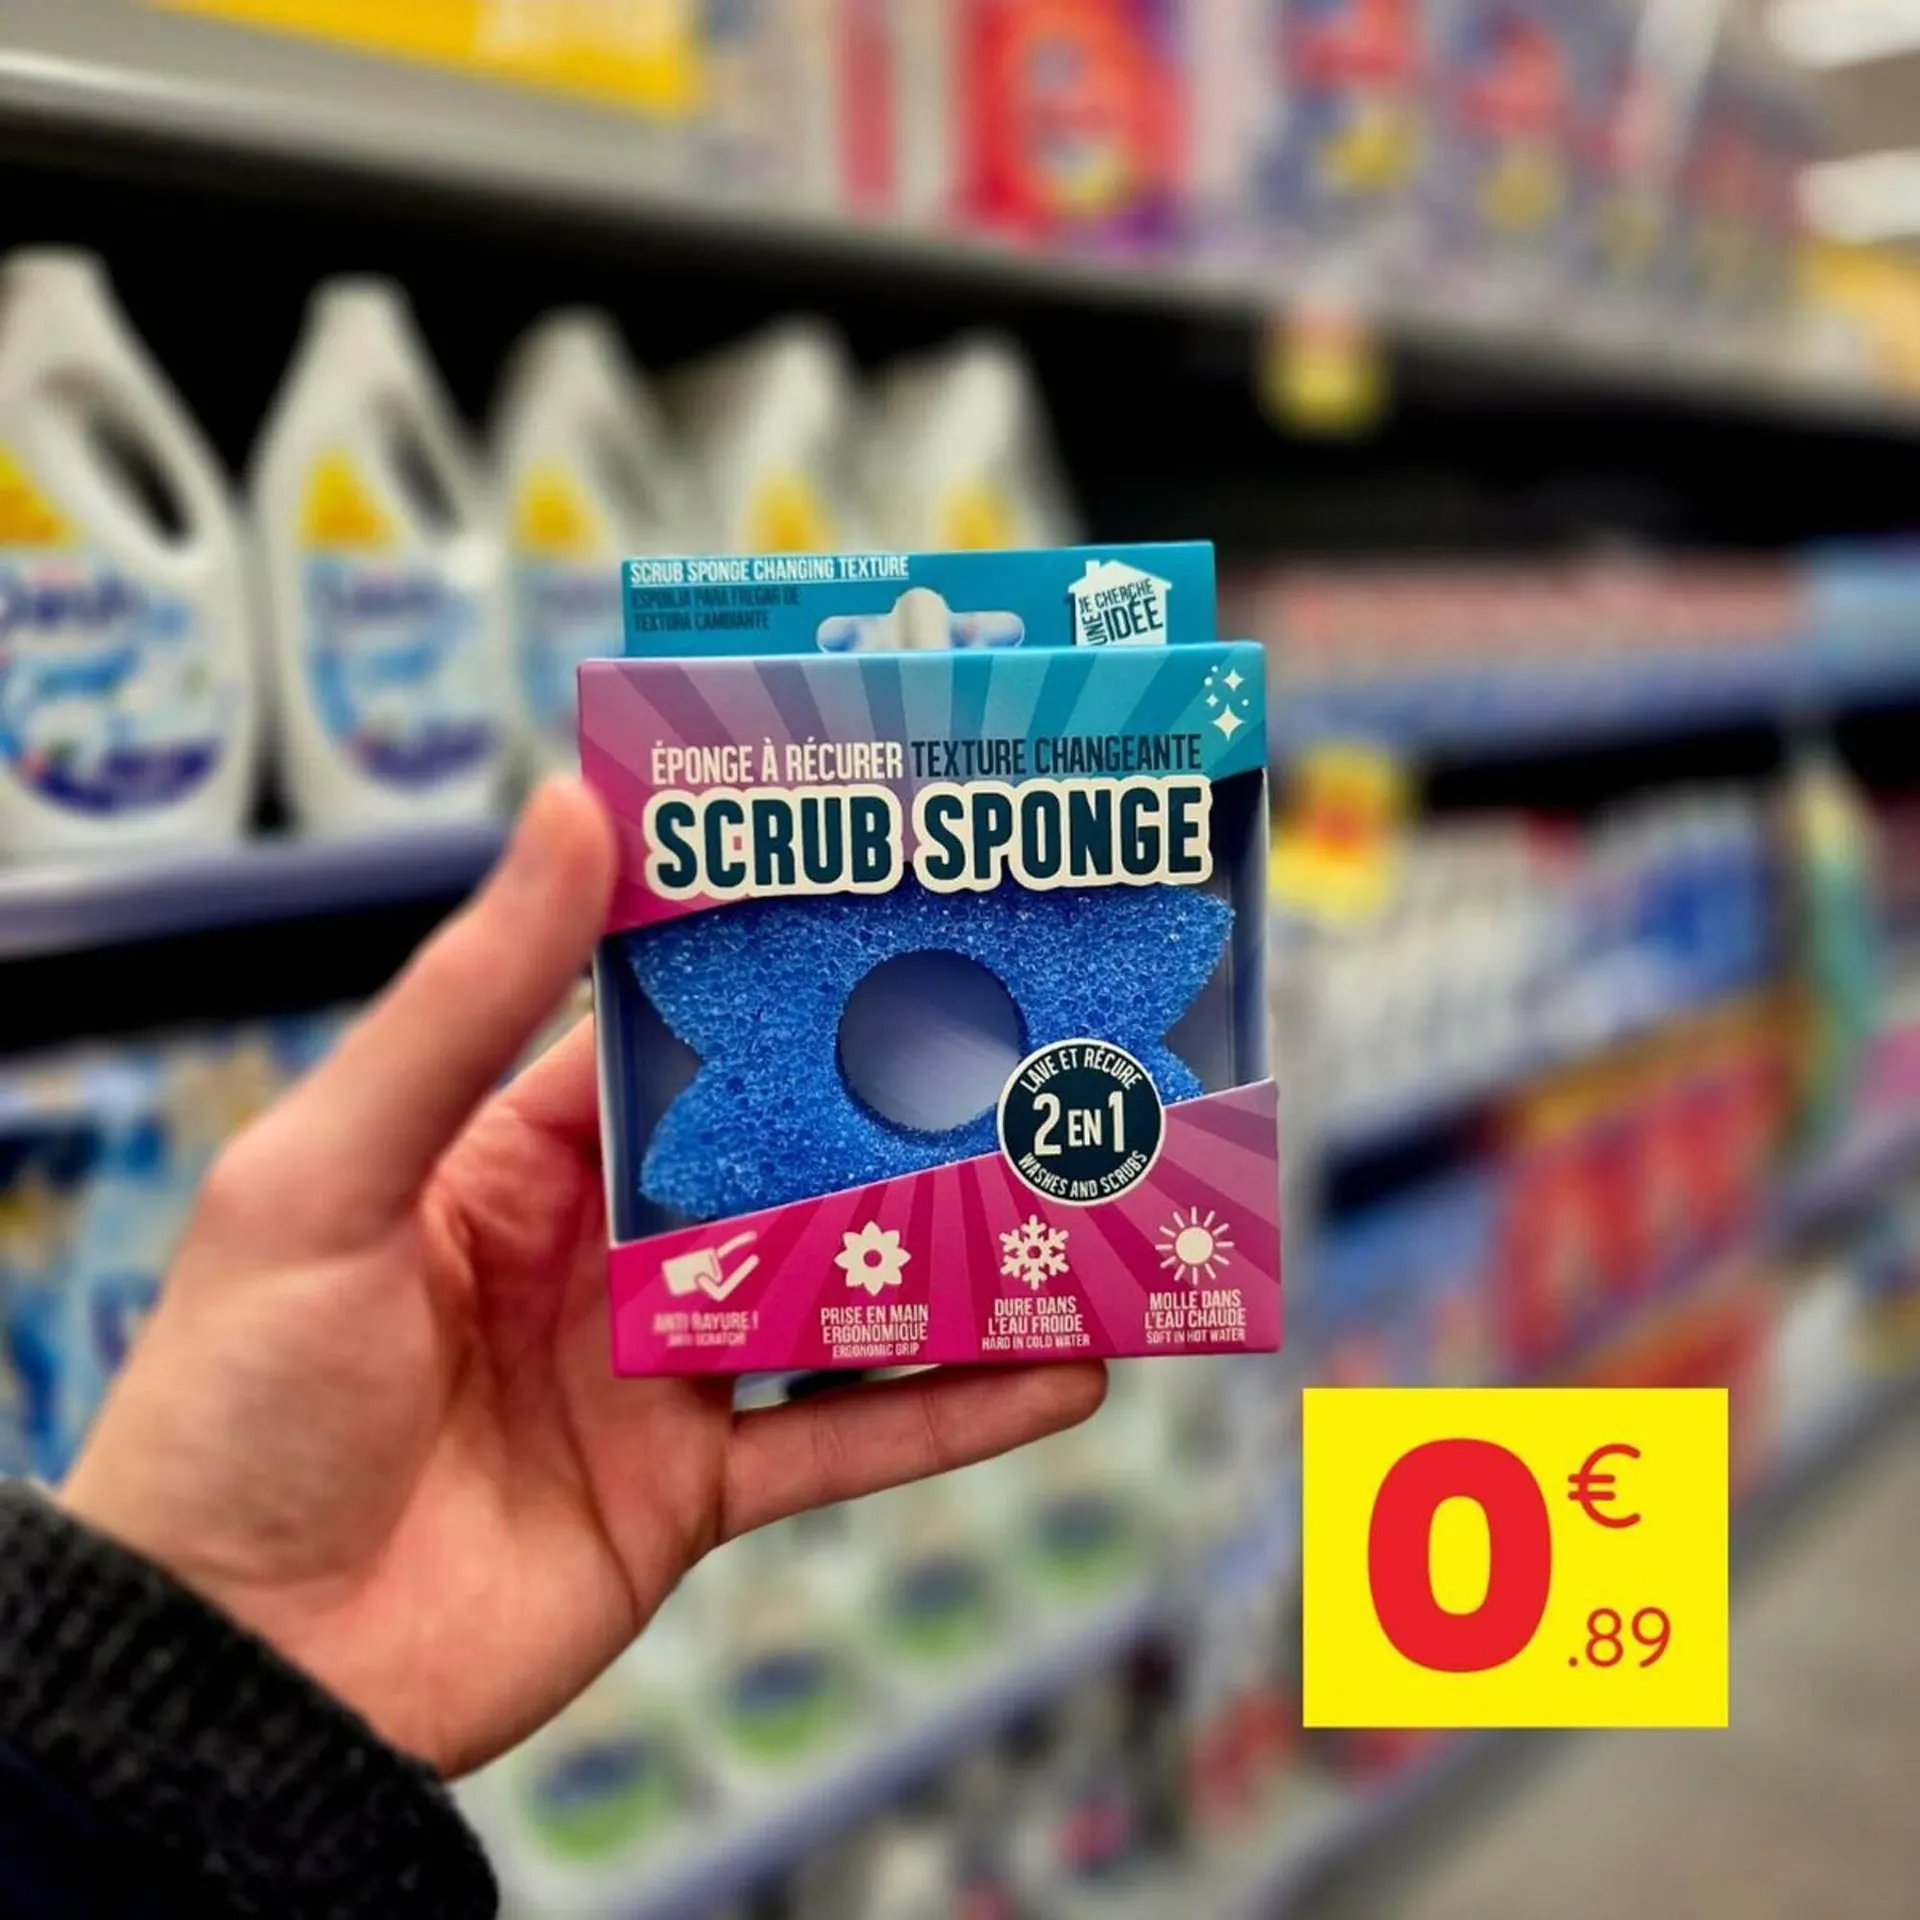 SCRUB SPONGE CHANGING TEXTURE
ESPONJA PARA FREGAR DE
TEXTURA CAMBIANTE
JE CHERCHE
UNE IDÉE
ÉPONGE À RÉCURER TEXTURE CHANGEANTE
SCRUB SPONGE
LAVE ET RÉCURE
2 EN 1
WASHES AND SCRUBS
ANTI RAYURE !
ANTI SCRATCH
PRISE EN MAIN
ERGONOMIQUE
ERGONOMIC GRIP
DURE DANS
L'EAU FROIDE
HARD IN COLD WATER
MOLLE DANS
L'EAU CHAUDE
SOFT IN HOT WATER
0 €
.89